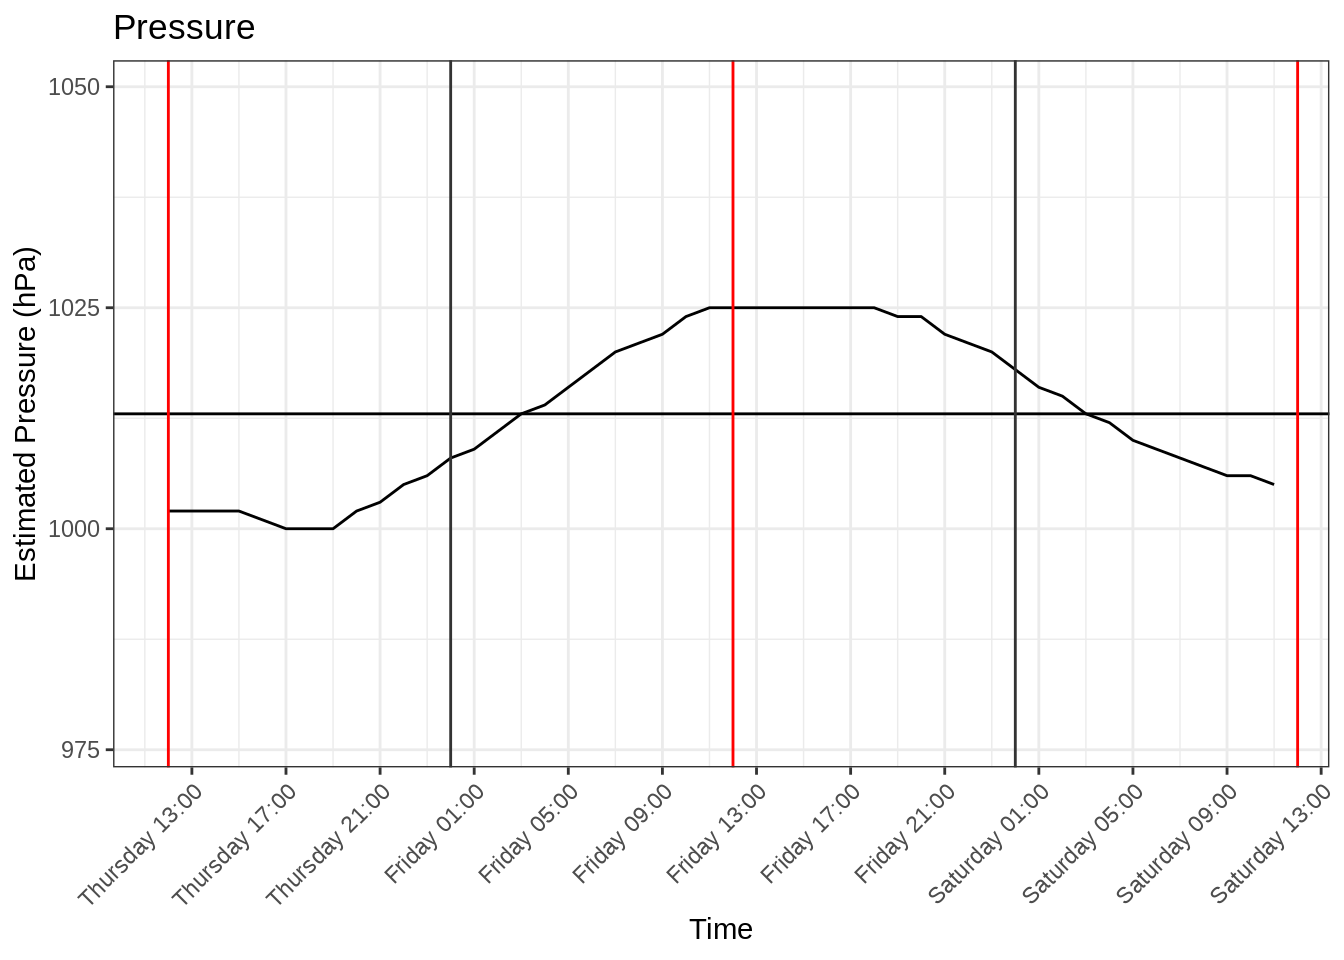 Pressure
Estimated Pressure (hPa)
1050
1025
1000
975
Thursday 13:00
Thursday 17:00
Thursday 21:00
Friday 01:00
Friday 05:00
Friday 09:00
Friday 13:00
Friday 17:00
Friday 21:00
Saturday 01:00
Saturday 05:00
Saturday 09:00
Saturday 13:00
Time